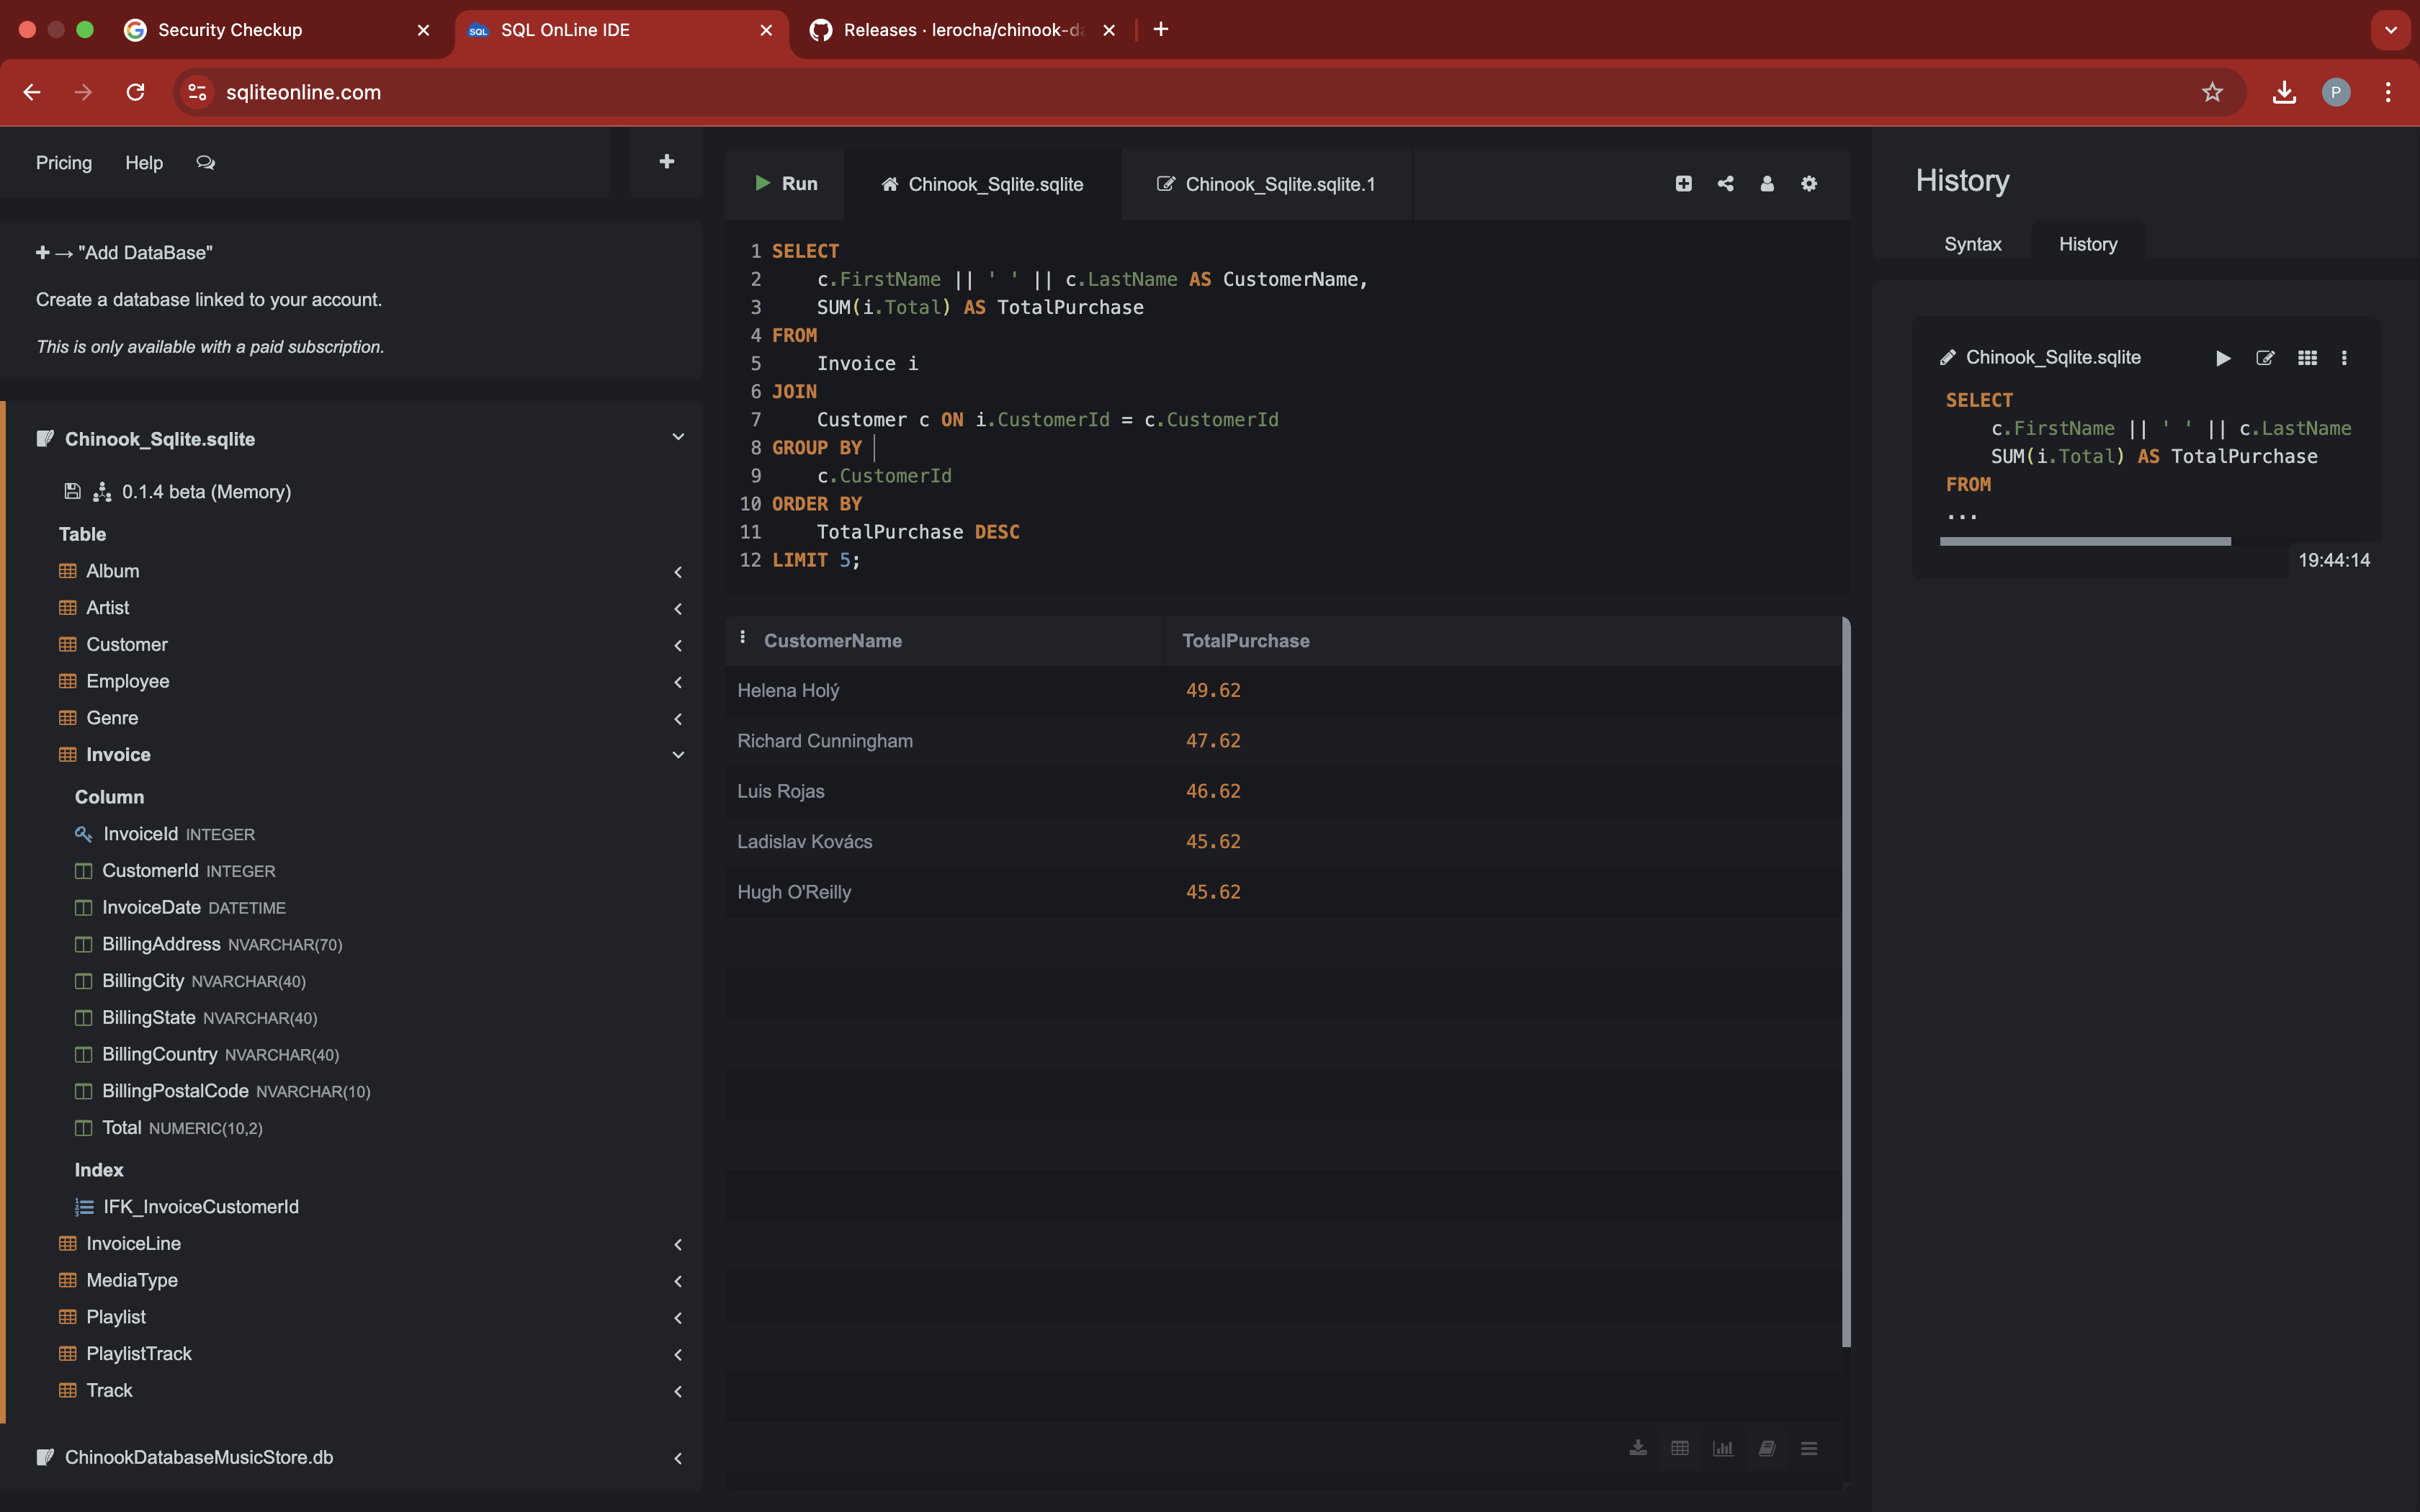 Security Checkup
SQL OnLine IDE
Releases · lerocha/chinook-da
sqliteonline.com
P
Pricing
Help
→ "Add DataBase"
Create a database linked to your account.
This is only available with a paid subscription.
Chinook_Sqlite.sqlite
0.1.4 beta (Memory)
Table
Album
Artist
Customer
Employee
Genre
Invoice
Column
InvoiceId INTEGER
CustomerId INTEGER
InvoiceDate DATETIME
BillingAddress NVARCHAR(70)
BillingCity NVARCHAR(40)
BillingState NVARCHAR(40)
BillingCountry NVARCHAR(40)
BillingPostalCode NVARCHAR(10)
Total NUMERIC(10,2)
Index
IFK_InvoiceCustomerId
InvoiceLine
MediaType
Playlist
PlaylistTrack
Track
ChinookDatabaseMusicStore.db
Run
Chinook_Sqlite.sqlite
Chinook_Sqlite.sqlite.1
1 SELECT
2 c.FirstName || ' ' || c.LastName AS CustomerName,
3 SUM(i.Total) AS TotalPurchase
4 FROM
5 Invoice i
6 JOIN
7 Customer c ON i.CustomerId = c.CustomerId
8 GROUP BY
9 c.CustomerId
10 ORDER BY
11 TotalPurchase DESC
12 LIMIT 5;
CustomerName TotalPurchase
Helena Holý 49.62
Richard Cunningham 47.62
Luis Rojas 46.62
Ladislav Kovács 45.62
Hugh O'Reilly 45.62
History
Syntax
History
Chinook_Sqlite.sqlite
SELECT
c.FirstName || ' ' || c.LastName
SUM(i.Total) AS TotalPurchase
FROM
...
19:44:14